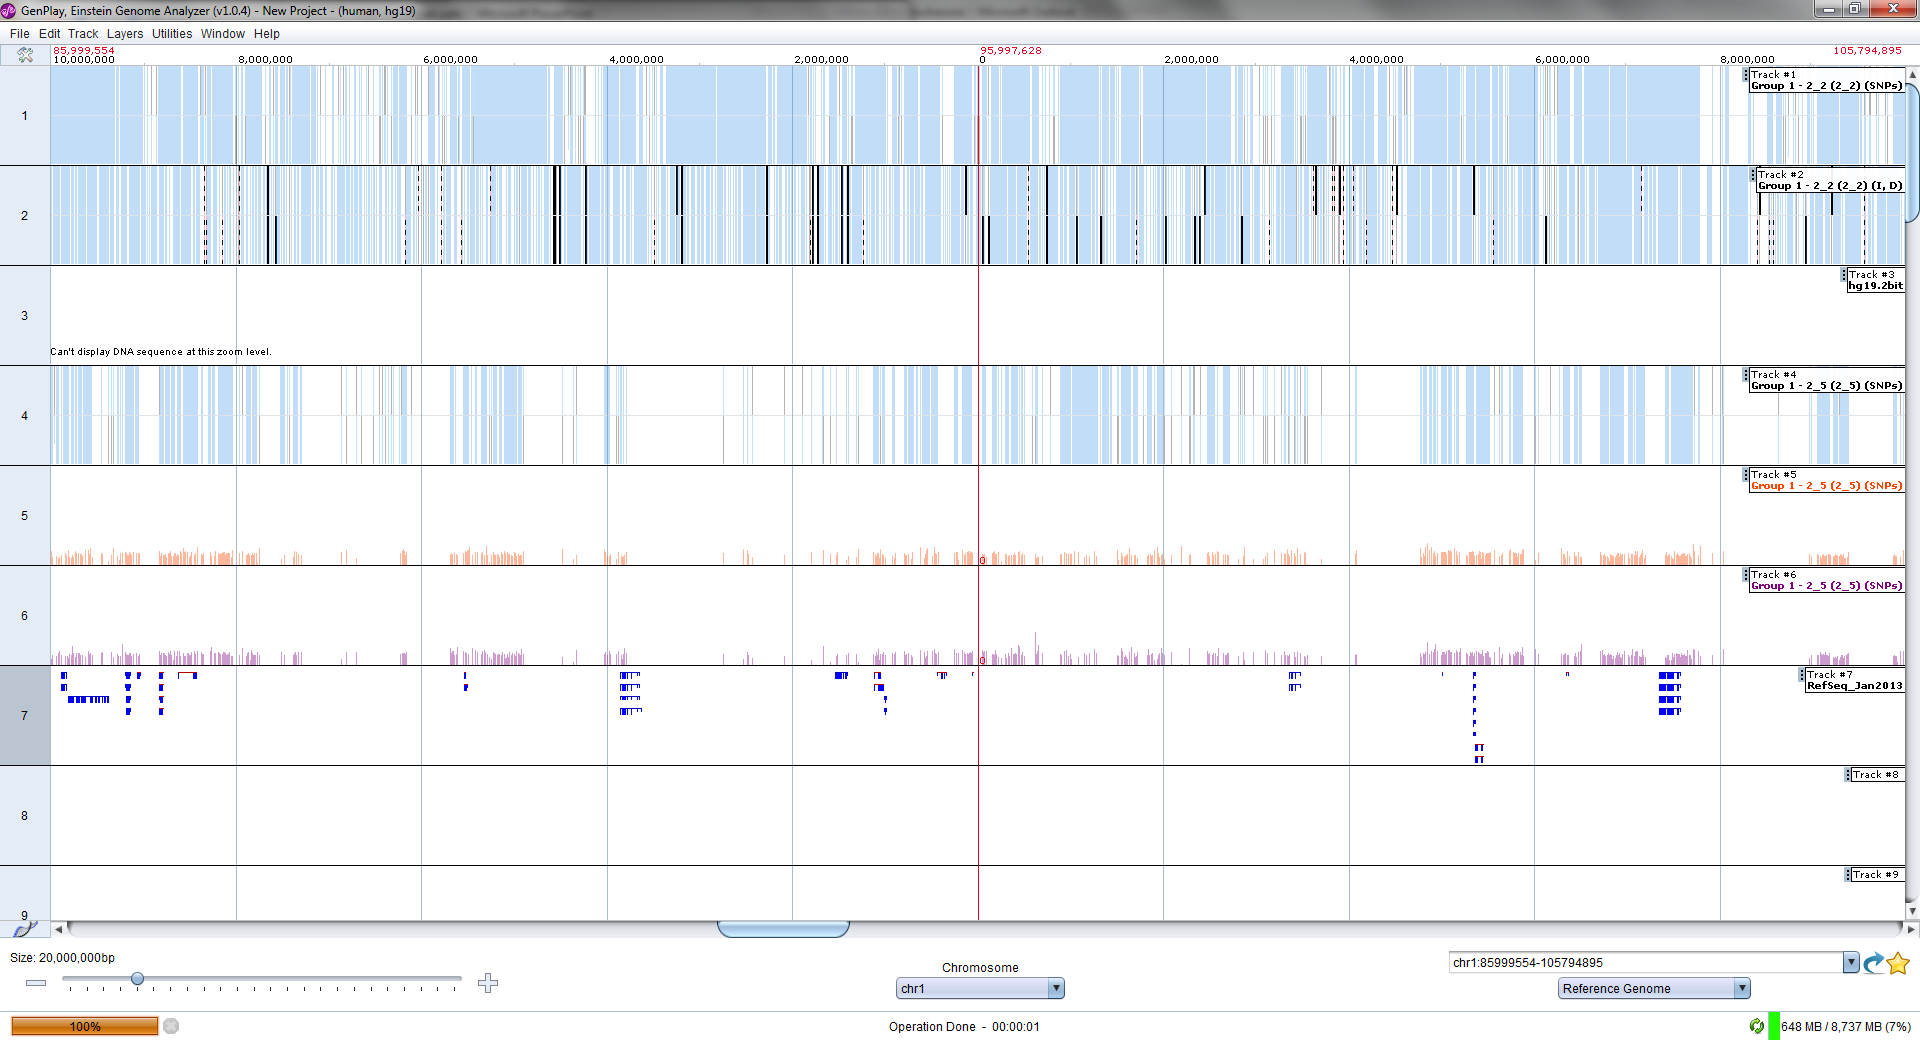 GenPlay, Einstein Genome Analyzer (v1.0.4) - New Project - (human, hg19)
File Edit Track Layers Utilities Window Help
85,999,554 95,997,628 105,794,895
10,000,000 8,000,000 6,000,000 4,000,000 2,000,000 0 2,000,000 4,000,000 6,000,000 8,000,000
Track #1
Group 1 - 2_2 (2_2) (SNPs)
1
Track #2
Group 1 - 2_2 (2_2) (I, D)
2
Track #3
hg19.2bit
3
Can't display DNA sequence at this zoom level.
Track #4
Group 1 - 2_5 (2_5) (SNPs)
4
Track #5
Group 1 - 2_5 (2_5) (SNPs)
5
0
Track #6
Group 1 - 2_5 (2_5) (SNPs)
6
0
Track #7
RefSeq_Jan2013
7
Track #8
8
Track #9
9
Size: 20,000,000bp
Chromosome
chr1
chr1:85999554-105794895
Reference Genome
100%
Operation Done - 00:00:01
648 MB / 8,737 MB (7%)